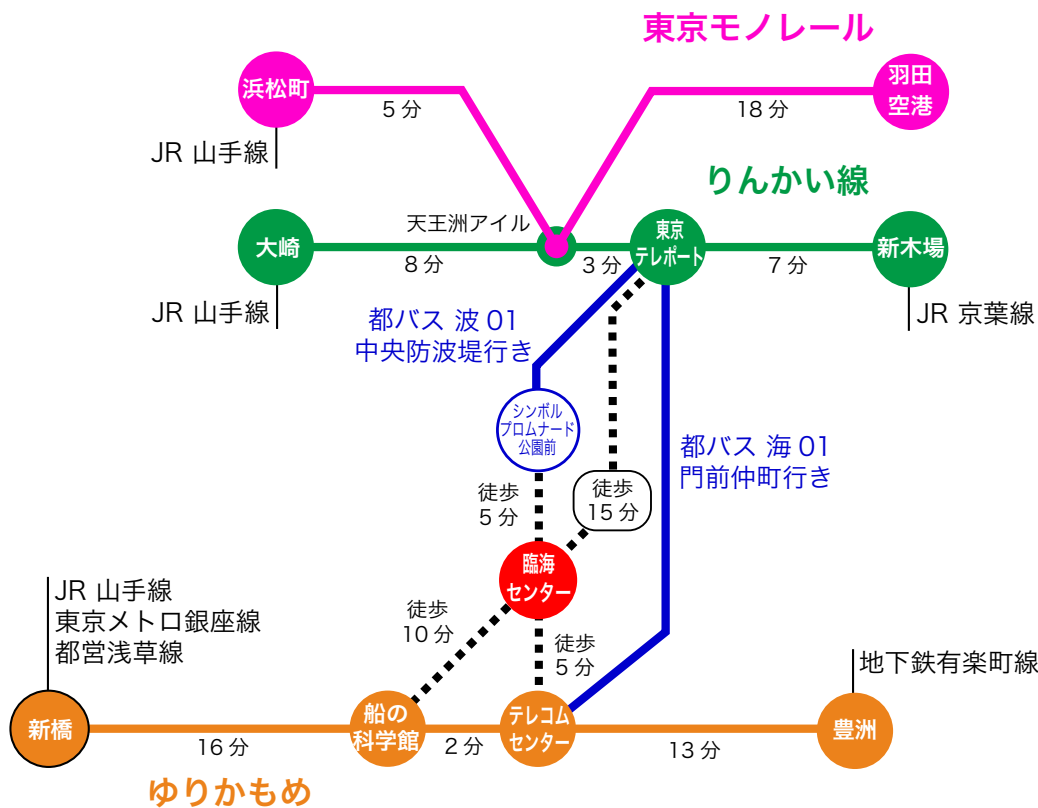 東京モノレール
浜松町
羽田
空港
5分
18分
JR 山手線
りんかい線
天王洲アイル
大崎
東京
テレポート
新木場
8分
3分
7分
JR 山手線
JR 京葉線
都バス 波01
中央防波堤行き
シンボル
プロムナード
公園前
都バス 海01
門前仲町行き
徒歩
5分
徒歩
15分
臨海
センター
JR 山手線
東京メトロ銀座線
都営浅草線
徒歩
10分
徒歩
5分
地下鉄有楽町線
新橋
船の
科学館
テレコム
センター
豊洲
16分
2分
13分
ゆりかもめ